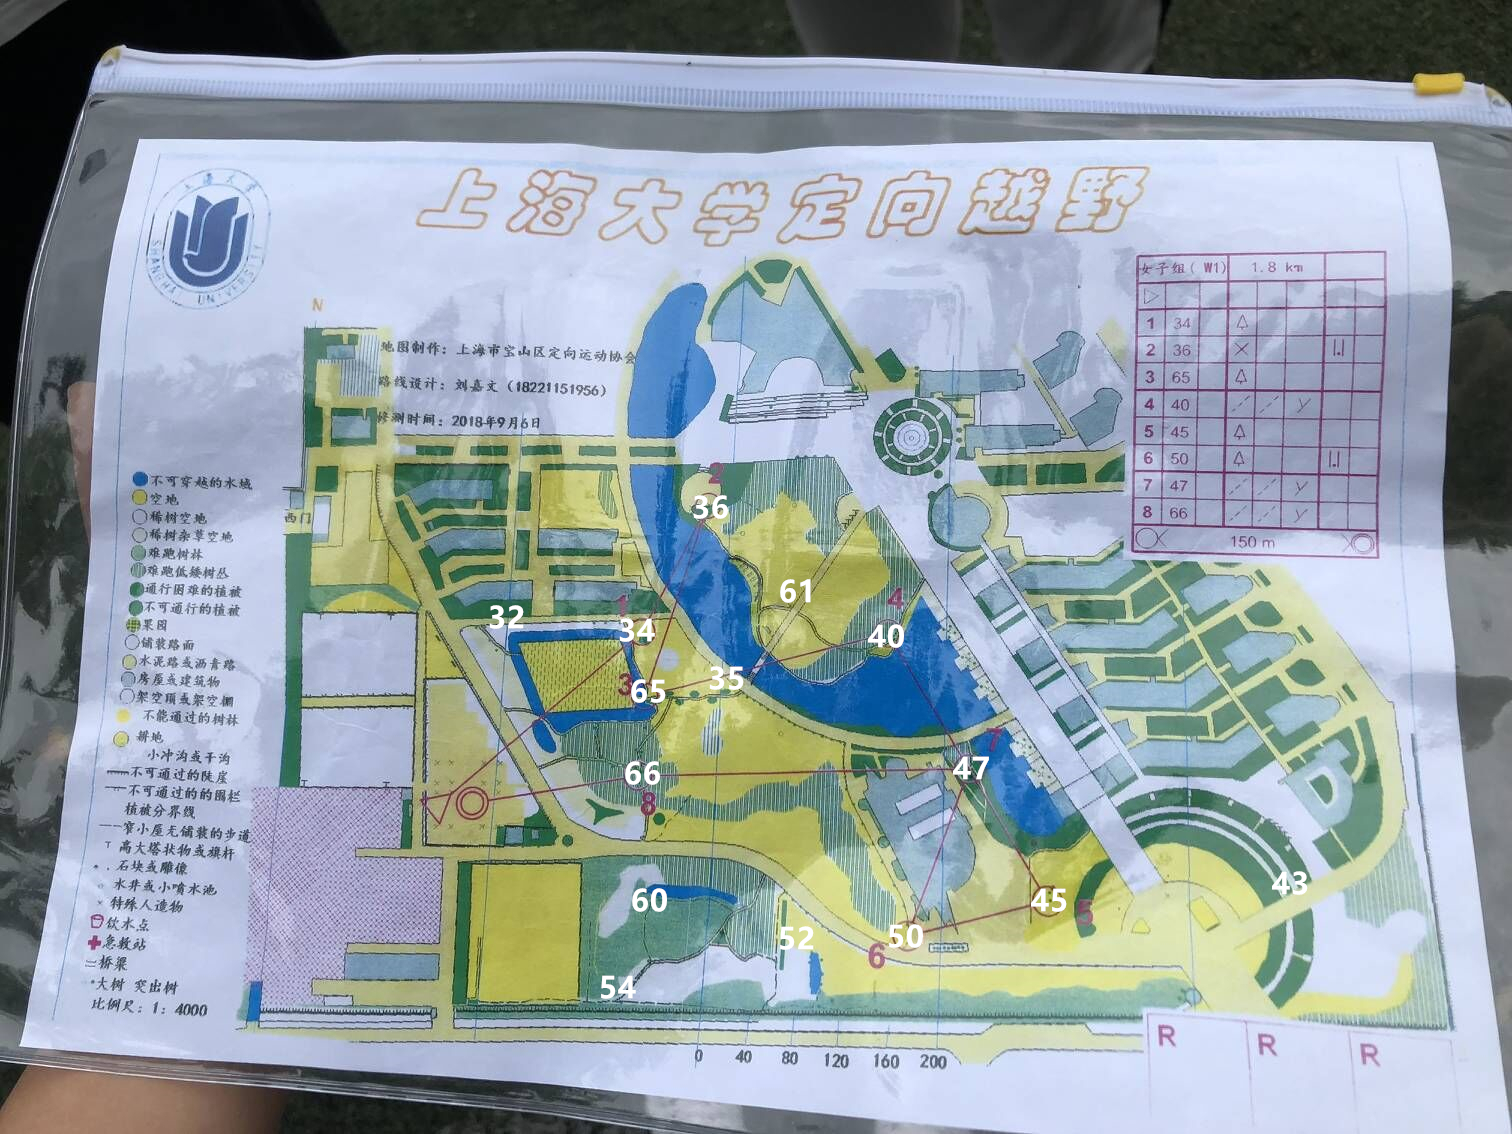 上海大学定向越野
SHANGHAI UNIVERSITY
N
地图制作：上海市宝山区定向运动协会
路线设计：刘嘉文（18221151956）
修测时间：2018年9月6日
女子组（W1） 1.8 km
1 34
2 36
3 65
4 40
5 45
6 50
7 47
8 66
150 m
不可穿越的水域
空地
稀树空地
稀树杂草空地
难跑树林
难跑低矮树丛
通行困难的植被
不可通行的植被
果园
铺装路面
水泥路或沥青路
房屋或建筑物
架空顶或架空棚
不能通过的树林
耕地
小冲沟或干沟
不可通过的陡崖
不可通过的的围栏
植被分界线
窄小屋无铺装的步道
高大塔状物或旗杆
石块或雕像
水井或小喷水池
特殊人造物
饮水点
急救站
桥梁
大树 突出树
比例尺：1：4000
西门
2
36
61
1
4
32
34
40
3
65
35
7
66
47
8
43
60
45
5
52
50
6
54
0 40 80 120 160 200
R R R